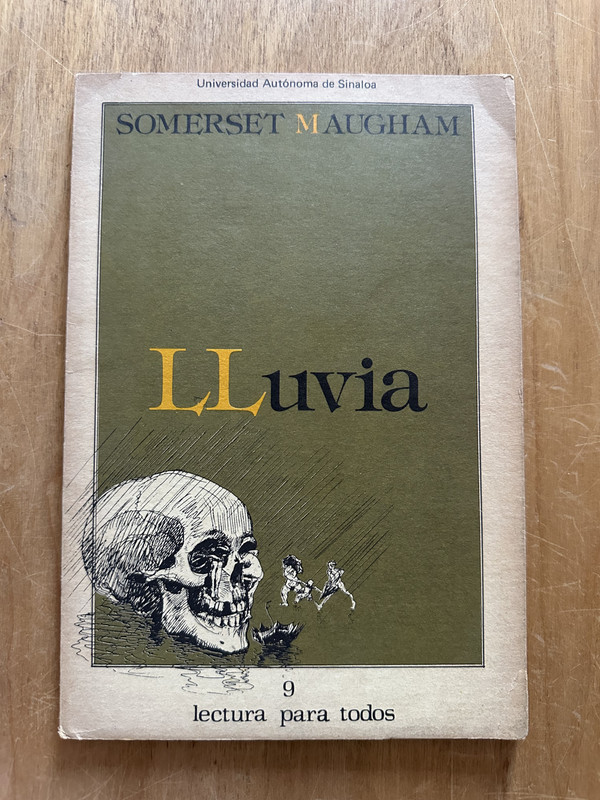 Universidad Autónoma de Sinaloa
SOMERSET MAUGHAM
LLuvia
9
lectura para todos